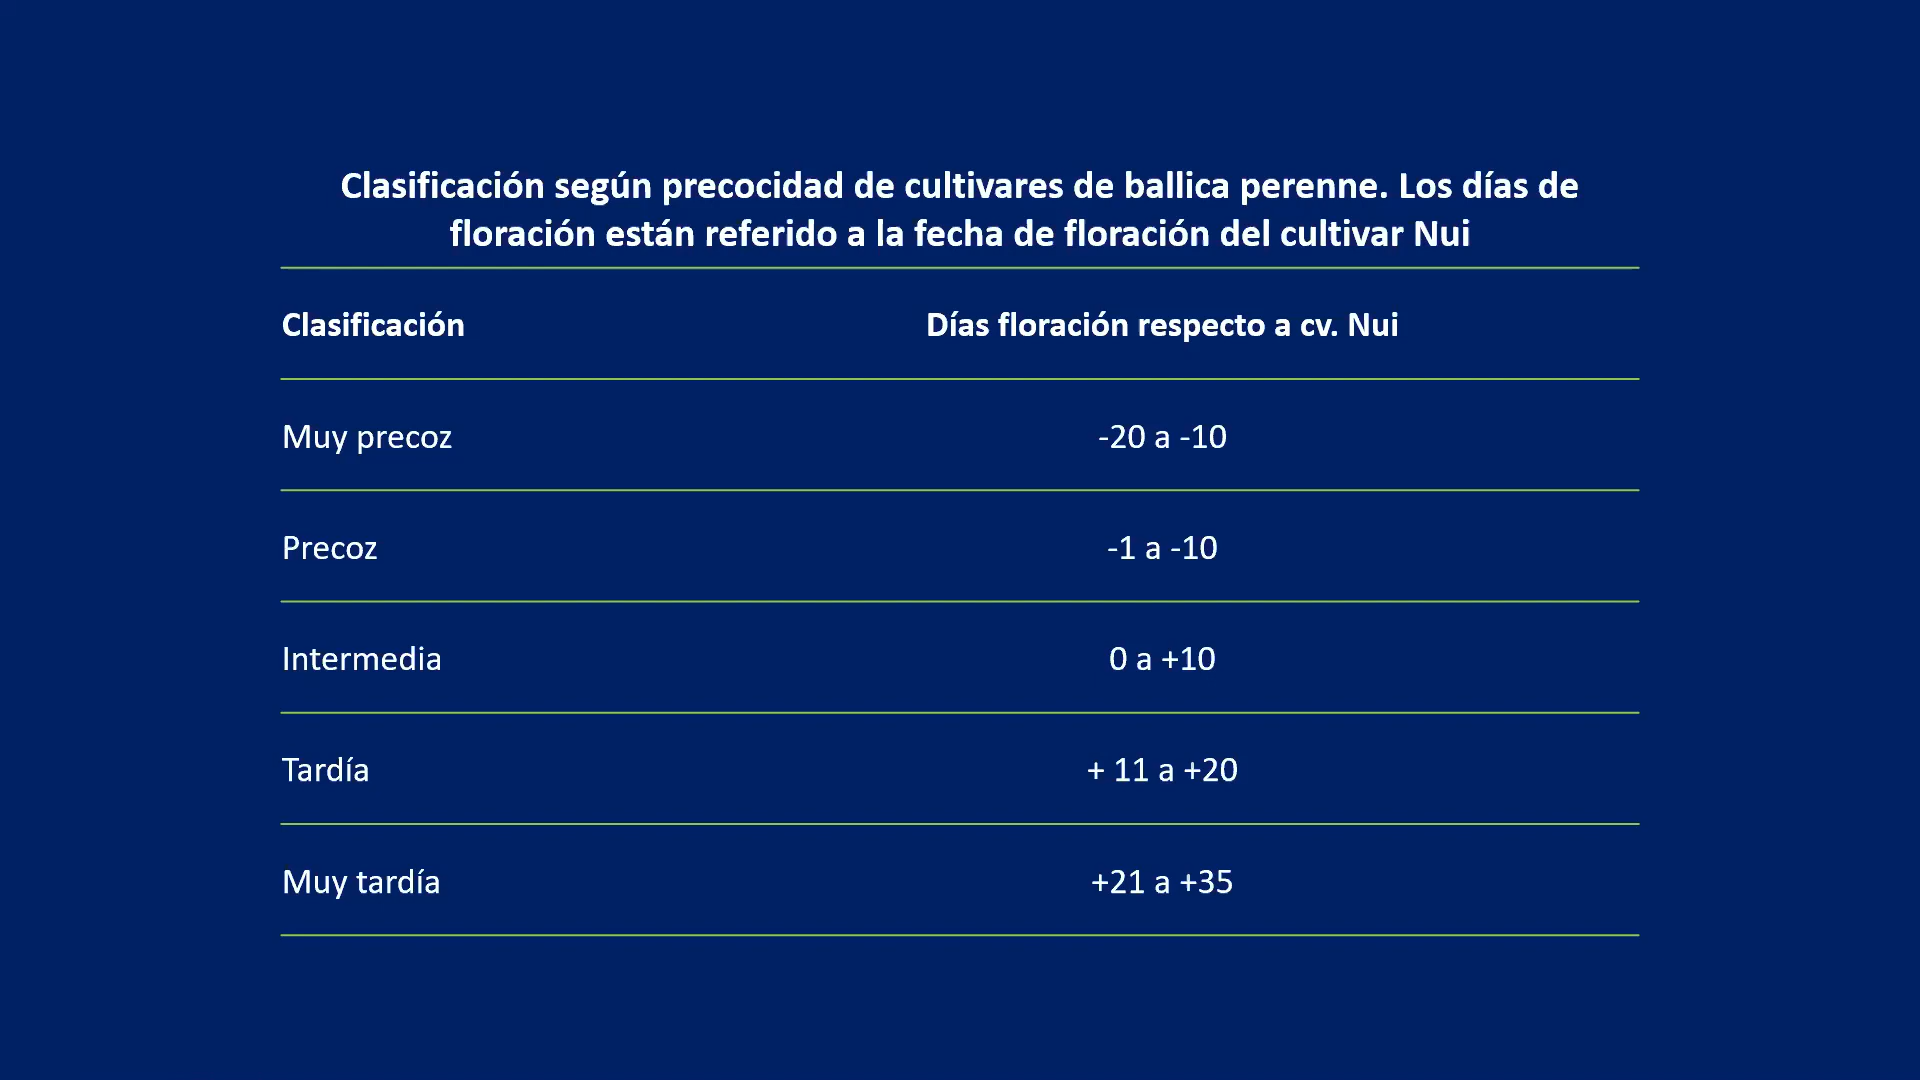 Clasificación según precocidad de cultivares de ballica perenne. Los días de
floración están referido a la fecha de floración del cultivar Nui
Clasificación Días floración respecto a cv. Nui
Muy precoz -20 a -10
Precoz -1 a -10
Intermedia 0 a +10
Tardía + 11 a +20
Muy tardía +21 a +35